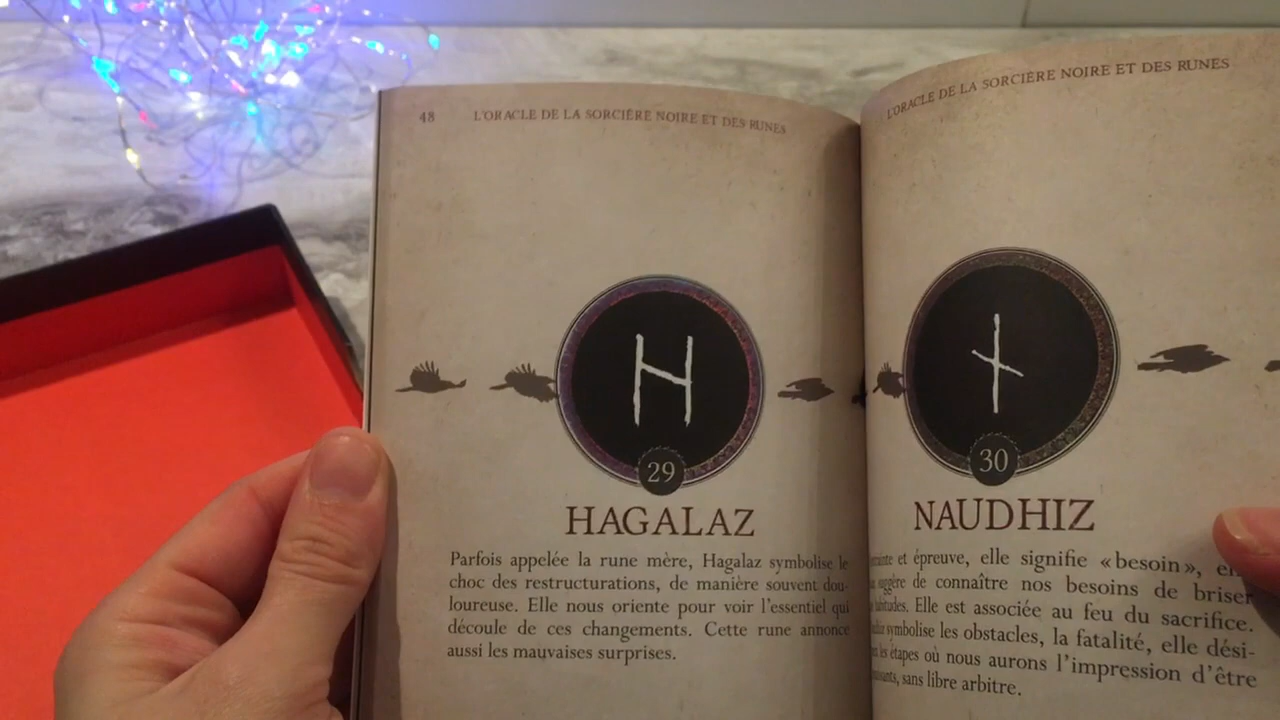 48 L'ORACLE DE LA SORCIÈRE NOIRE ET DES RUNES
29
HAGALAZ
Parfois appelée la rune mère, Hagalaz symbolise le
choc des restructurations, de manière souvent dou-
loureuse. Elle nous oriente pour voir l'essentiel qui
découle de ces changements. Cette rune annonce
aussi les mauvaises surprises.
L'ORACLE DE LA SORCIÈRE NOIRE ET DES RUNES
30
NAUDHIZ
et épreuve, elle signifie « besoin »,
suggère de connaître nos besoins de briser
habitudes. Elle est associée au feu du sacrifice.
symbolise les obstacles, la fatalité, elle dési-
les étapes où nous aurons l'impression d'être
sans libre arbitre.